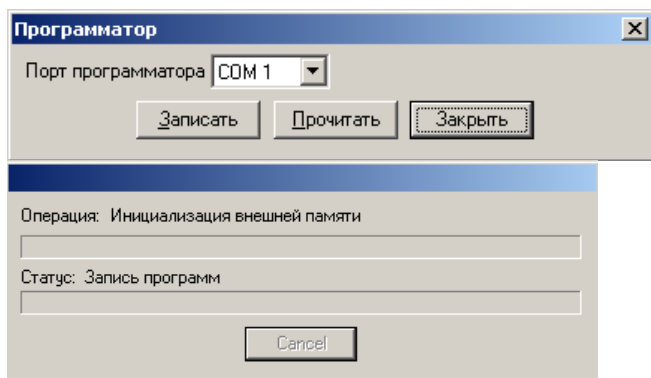 Программатор
Порт программатора COM 1
Записать Прочитать Закрыть
Операция: Инициализация внешней памяти
Статус: Запись программ
Cancel